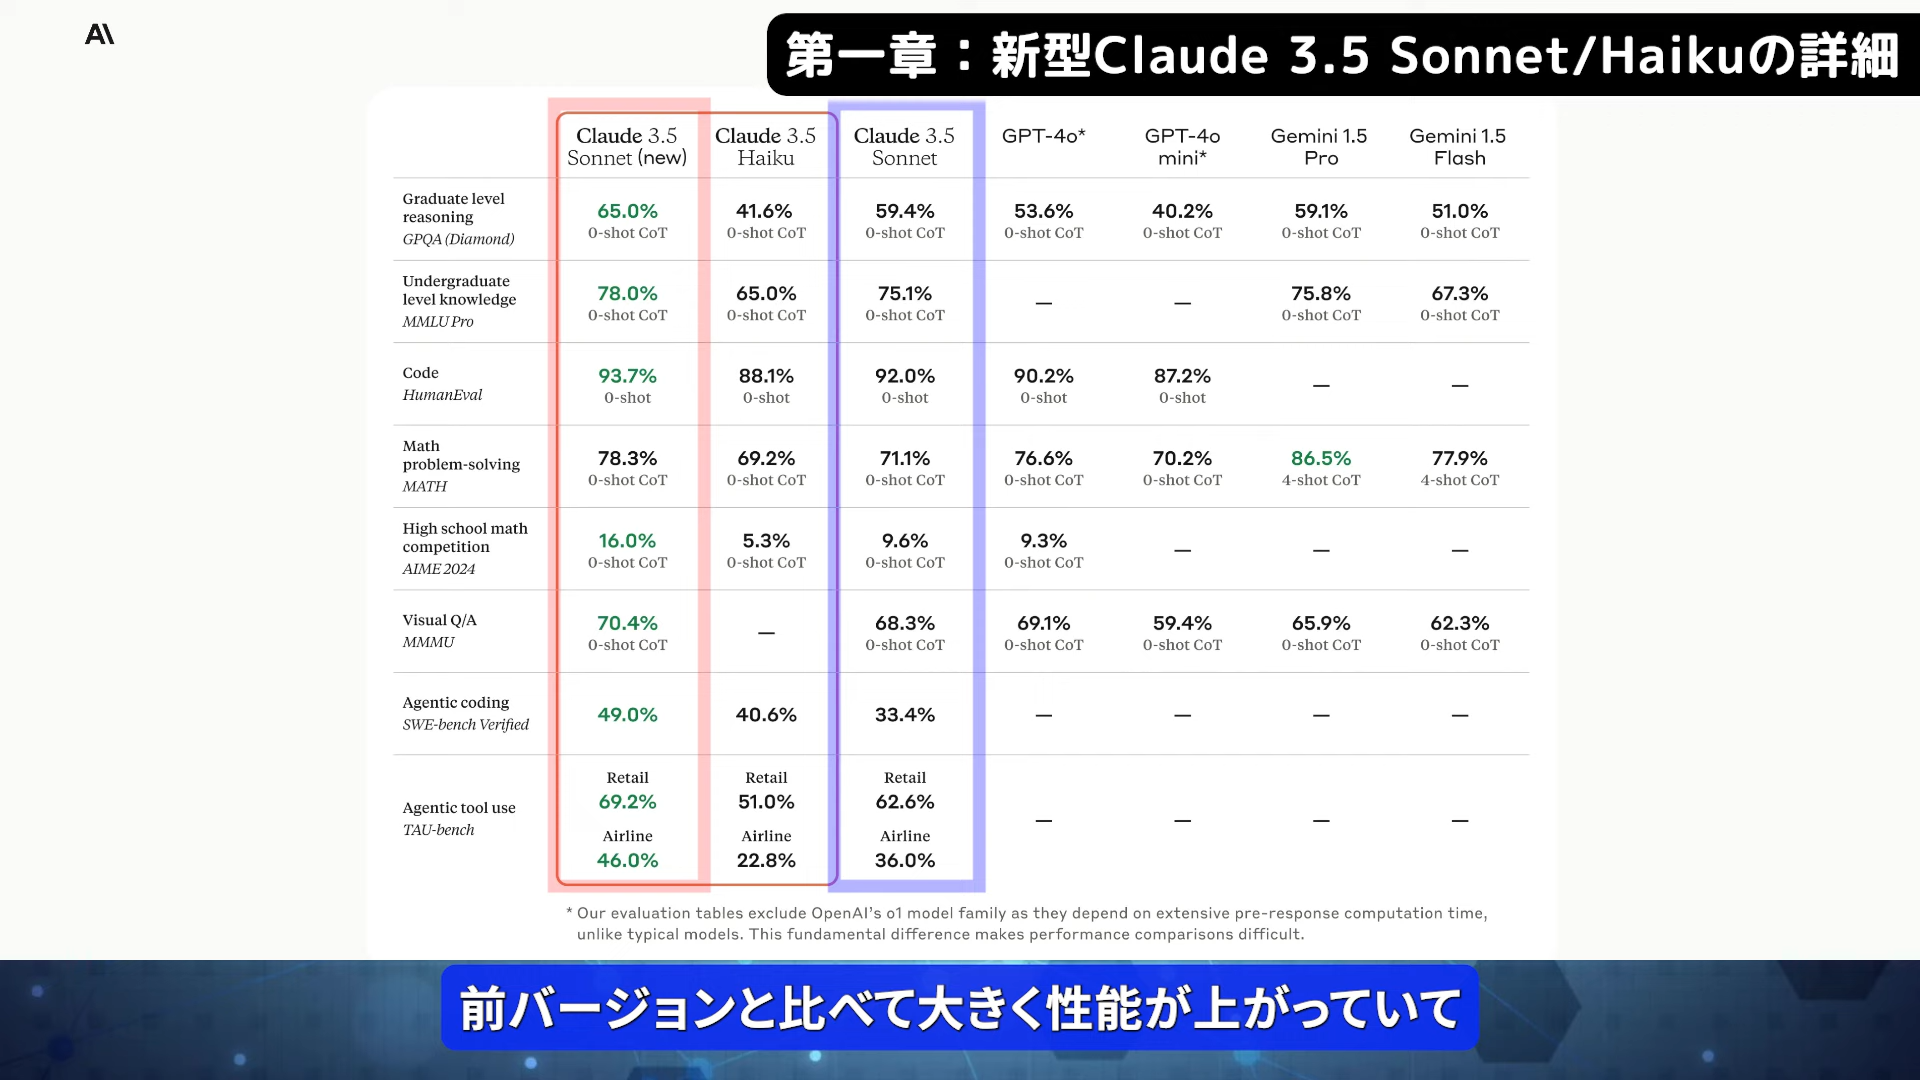 A\
第一章：新型Claude 3.5 Sonnet/Haikuの詳細
Claude 3.5 Sonnet (new) Claude 3.5 Haiku Claude 3.5 Sonnet GPT-4o* GPT-4o mini* Gemini 1.5 Pro Gemini 1.5 Flash
Graduate level reasoning GPQA (Diamond) 65.0% 0-shot CoT 41.6% 0-shot CoT 59.4% 0-shot CoT 53.6% 0-shot CoT 40.2% 0-shot CoT 59.1% 0-shot CoT 51.0% 0-shot CoT
Undergraduate level knowledge MMLU Pro 78.0% 0-shot CoT 65.0% 0-shot CoT 75.1% 0-shot CoT — — 75.8% 0-shot CoT 67.3% 0-shot CoT
Code HumanEval 93.7% 0-shot 88.1% 0-shot 92.0% 0-shot 90.2% 0-shot 87.2% 0-shot — —
Math problem-solving MATH 78.3% 0-shot CoT 69.2% 0-shot CoT 71.1% 0-shot CoT 76.6% 0-shot CoT 70.2% 0-shot CoT 86.5% 4-shot CoT 77.9% 4-shot CoT
High school math competition AIME 2024 16.0% 0-shot CoT 5.3% 0-shot CoT 9.6% 0-shot CoT 9.3% 0-shot CoT — — —
Visual Q/A MMMU 70.4% 0-shot CoT — 68.3% 0-shot CoT 69.1% 0-shot CoT 59.4% 0-shot CoT 65.9% 0-shot CoT 62.3% 0-shot CoT
Agentic coding SWE-bench Verified 49.0% 40.6% 33.4% — — — —
Agentic tool use TAU-bench Retail 69.2% Airline 46.0% Retail 51.0% Airline 22.8% Retail 62.6% Airline 36.0% — — — —
* Our evaluation tables exclude OpenAI's o1 model family as they depend on extensive pre-response computation time,
unlike typical models. This fundamental difference makes performance comparisons difficult.
前バージョンと比べて大きく性能が上がっていて